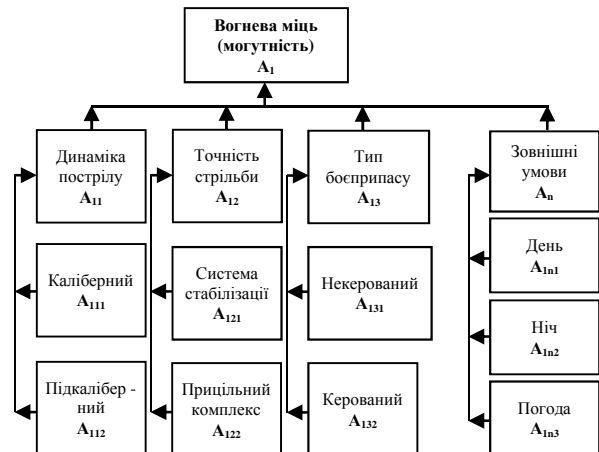 Вогнева міць
(могутність)
A₁
Динаміка
пострілу
A₁₁
Точність
стрільби
A₁₂
Тип
боєприпасу
A₁₃
Зовнішні
умови
Aₙ
Каліберний
A₁₁₁
Система
стабілізації
A₁₂₁
Некерований
A₁₃₁
День
A₁ₙ₁
Ніч
A₁ₙ₂
Підкалібер -
ний
A₁₁₂
Прицільний
комплекс
A₁₂₂
Керований
A₁₃₂
Погода
A₁ₙ₃